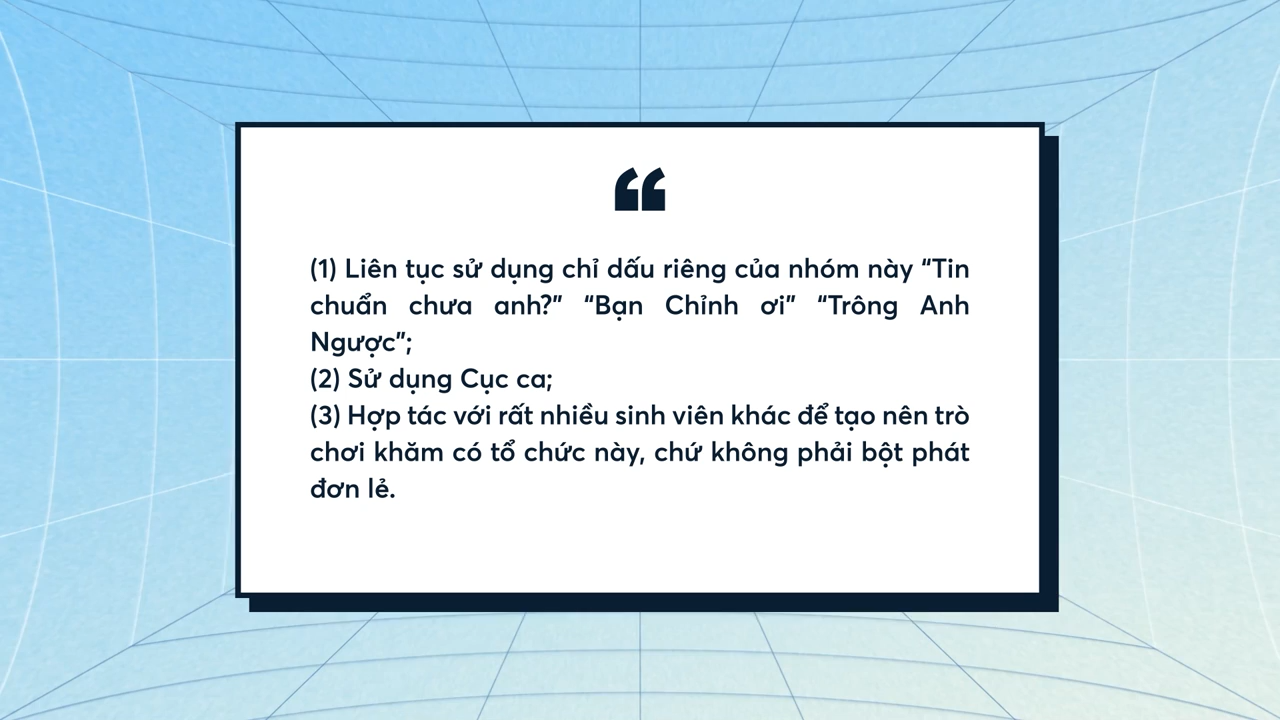 “
(1) Liên tục sử dụng chỉ dấu riêng của nhóm này “Tin
chuẩn chưa anh?” “Bạn Chỉnh ơi” “Trông Anh
Ngược”;
(2) Sử dụng Cục ca;
(3) Hợp tác với rất nhiều sinh viên khác để tạo nên trò
chơi khăm có tổ chức này, chứ không phải bột phát
đơn lẻ.